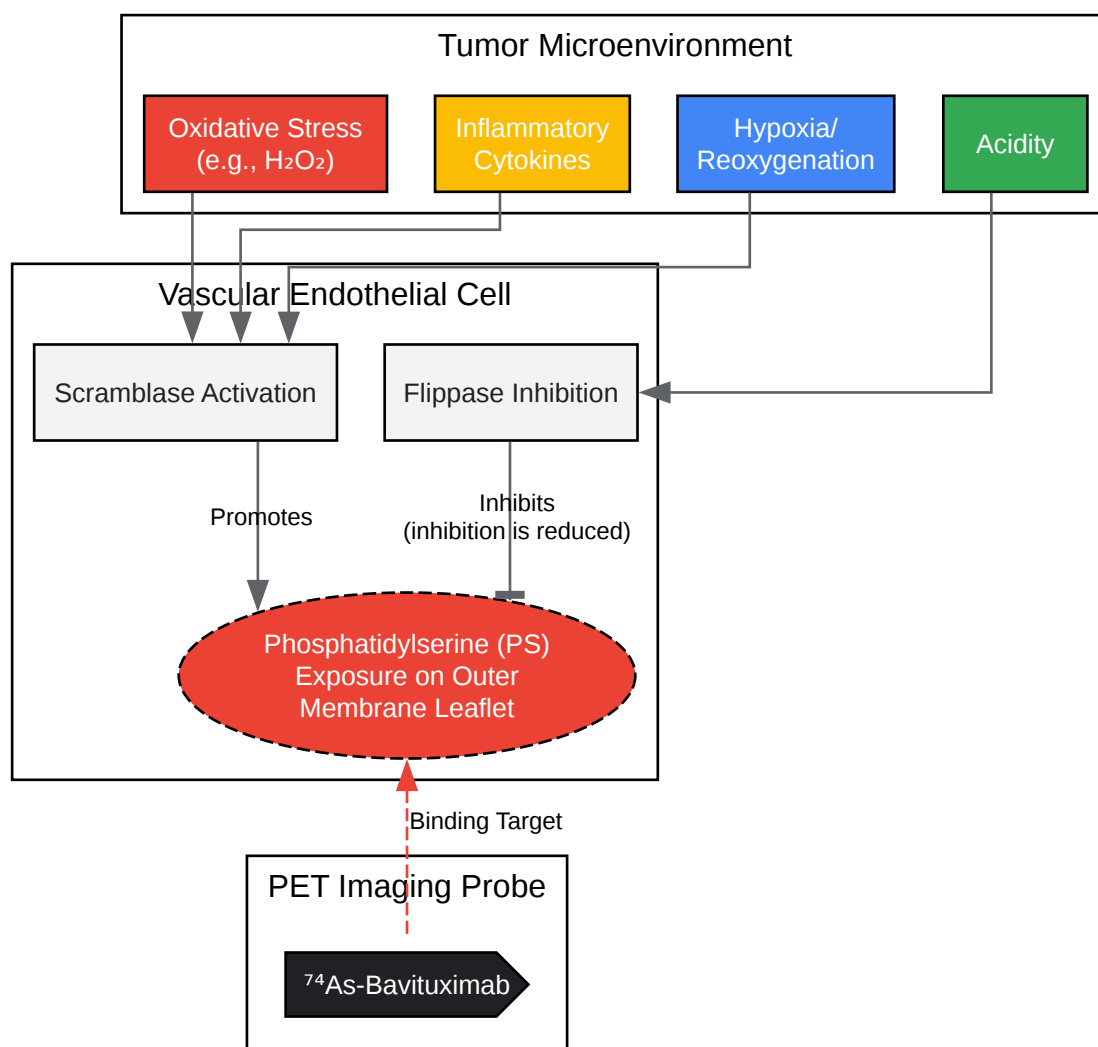 Tumor Microenvironment
Oxidative Stress
(e.g., H₂O₂)
Inflammatory
Cytokines
Hypoxia/
Reoxygenation
Acidity
Vascular Endothelial Cell
Scramblase Activation
Flippase Inhibition
Promotes
Inhibits
(inhibition is reduced)
Phosphatidylserine (PS)
Exposure on Outer
Membrane Leaflet
Binding Target
PET Imaging Probe
⁷⁴As-Bavituximab